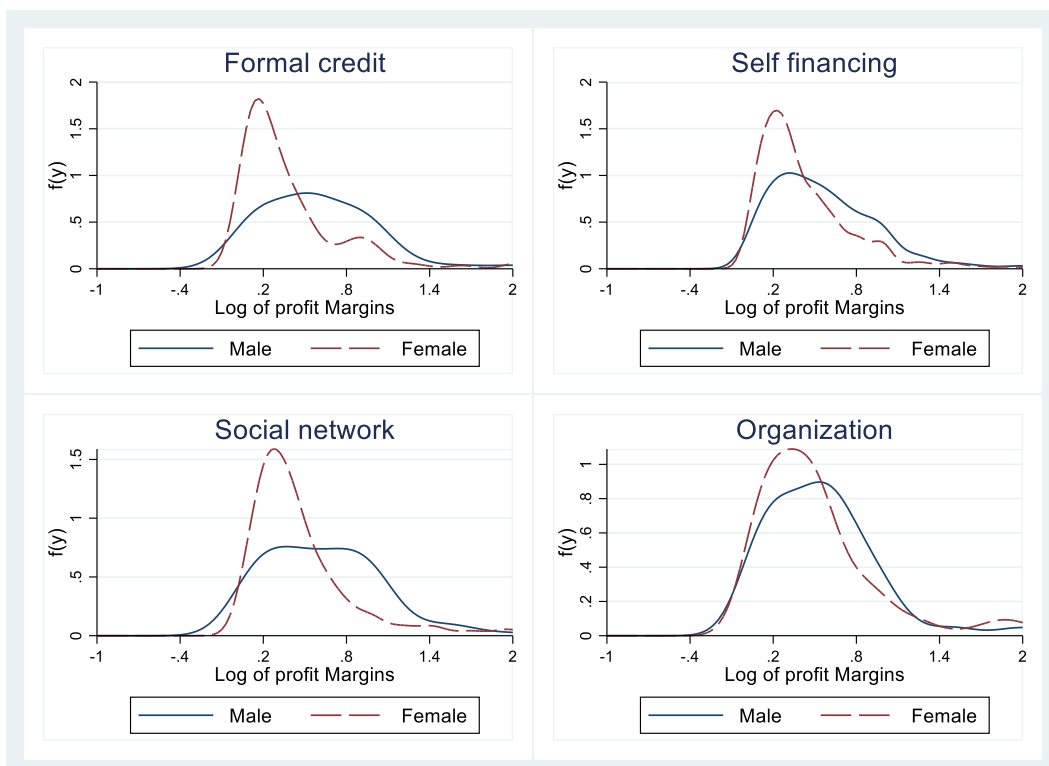 Formal credit
f(y)
2
1.5
1
.5
0
-1 -.4 .2 .8 1.4 2
Log of profit Margins
Male Female
Self financing
f(y)
2
1.5
1
.5
0
-1 -.4 .2 .8 1.4 2
Log of profit Margins
Male Female
Social network
f(y)
1.5
1
.5
0
-1 -.4 .2 .8 1.4 2
Log of profit Margins
Male Female
Organization
f(y)
1
.8
.6
.4
.2
0
-1 -.4 .2 .8 1.4 2
Log of profit Margins
Male Female